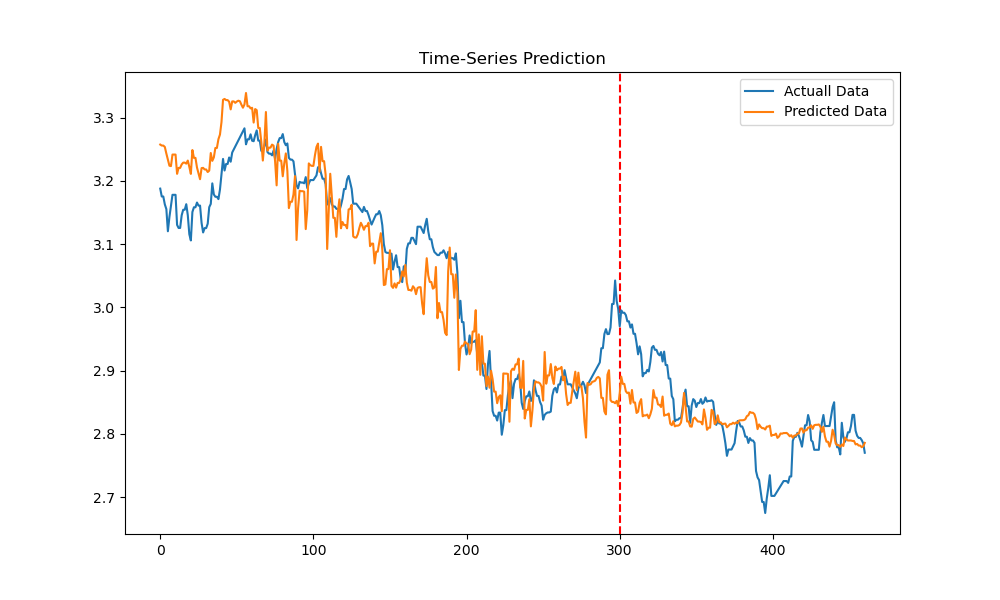 Time-Series Prediction
Actuall Data
Predicted Data
3.3
3.2
3.1
3.0
2.9
2.8
2.7
0 100 200 300 400